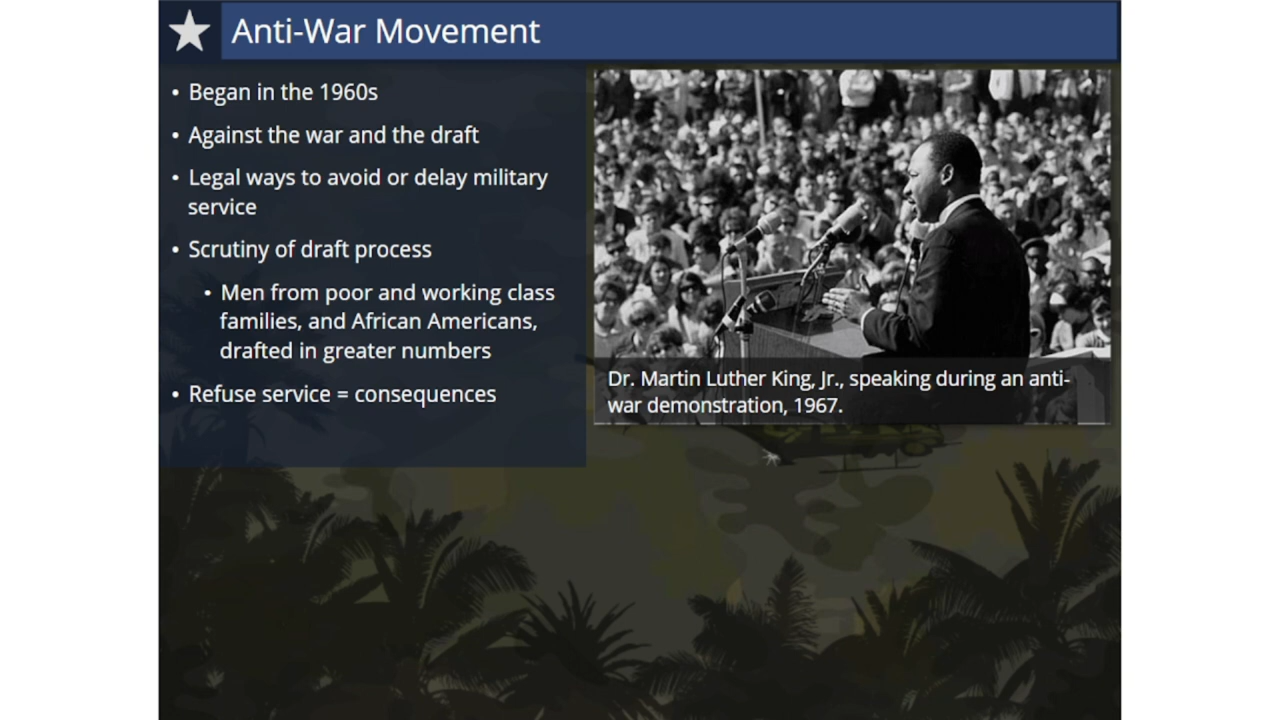 Anti-War Movement
• Began in the 1960s
• Against the war and the draft
• Legal ways to avoid or delay military
service
• Scrutiny of draft process
• Men from poor and working class
families, and African Americans,
drafted in greater numbers
• Refuse service = consequences
Dr. Martin Luther King, Jr., speaking during an anti-
war demonstration, 1967.